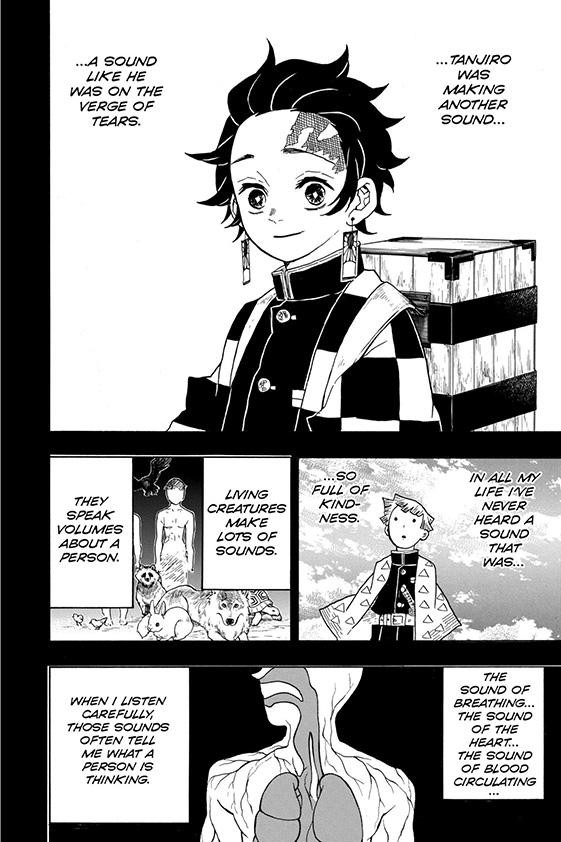 ...TANJIRO
WAS
MAKING
ANOTHER
SOUND...
...A SOUND
LIKE HE
WAS ON THE
VERGE OF
TEARS.
IN ALL MY
LIFE I'VE
NEVER
HEARD A
SOUND
THAT
WAS...
...SO
FULL OF
KIND-
NESS.
LIVING
CREATURES
MAKE
LOTS OF
SOUNDS.
THEY
SPEAK
VOLUMES
ABOUT A
PERSON.
THE
SOUND OF
BREATHING...
THE SOUND
OF THE
HEART...
THE SOUND
OF BLOOD
CIRCULATING
...
WHEN I LISTEN
CAREFULLY,
THOSE SOUNDS
OFTEN TELL
ME WHAT A
PERSON IS
THINKING.